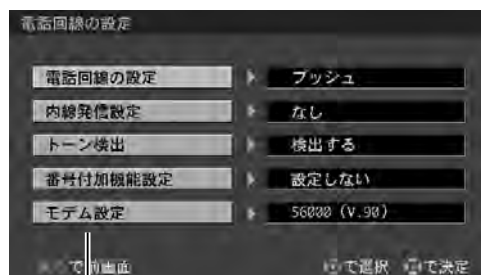 電話回線の設定
電話回線の設定 プッシュ
内線発信設定 なし
トーン検出 検出する
番号付加機能設定 設定しない
モデム設定 56000 (V.90)
で前画面 で選択 で決定